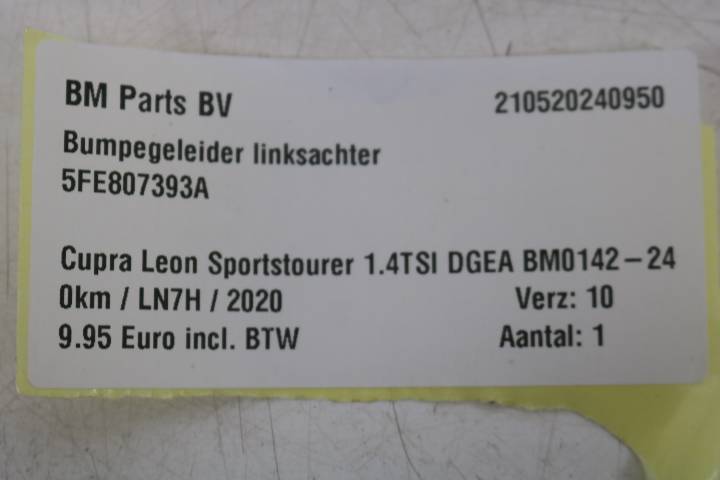 BM Parts BV 210520240950
Bumpegeleider linksachter
5FE807393A
Cupra Leon Sportstourer 1.4TSI DGEA BM0142-24
0km / LN7H / 2020 Verz: 10
9.95 Euro incl. BTW Aantal: 1